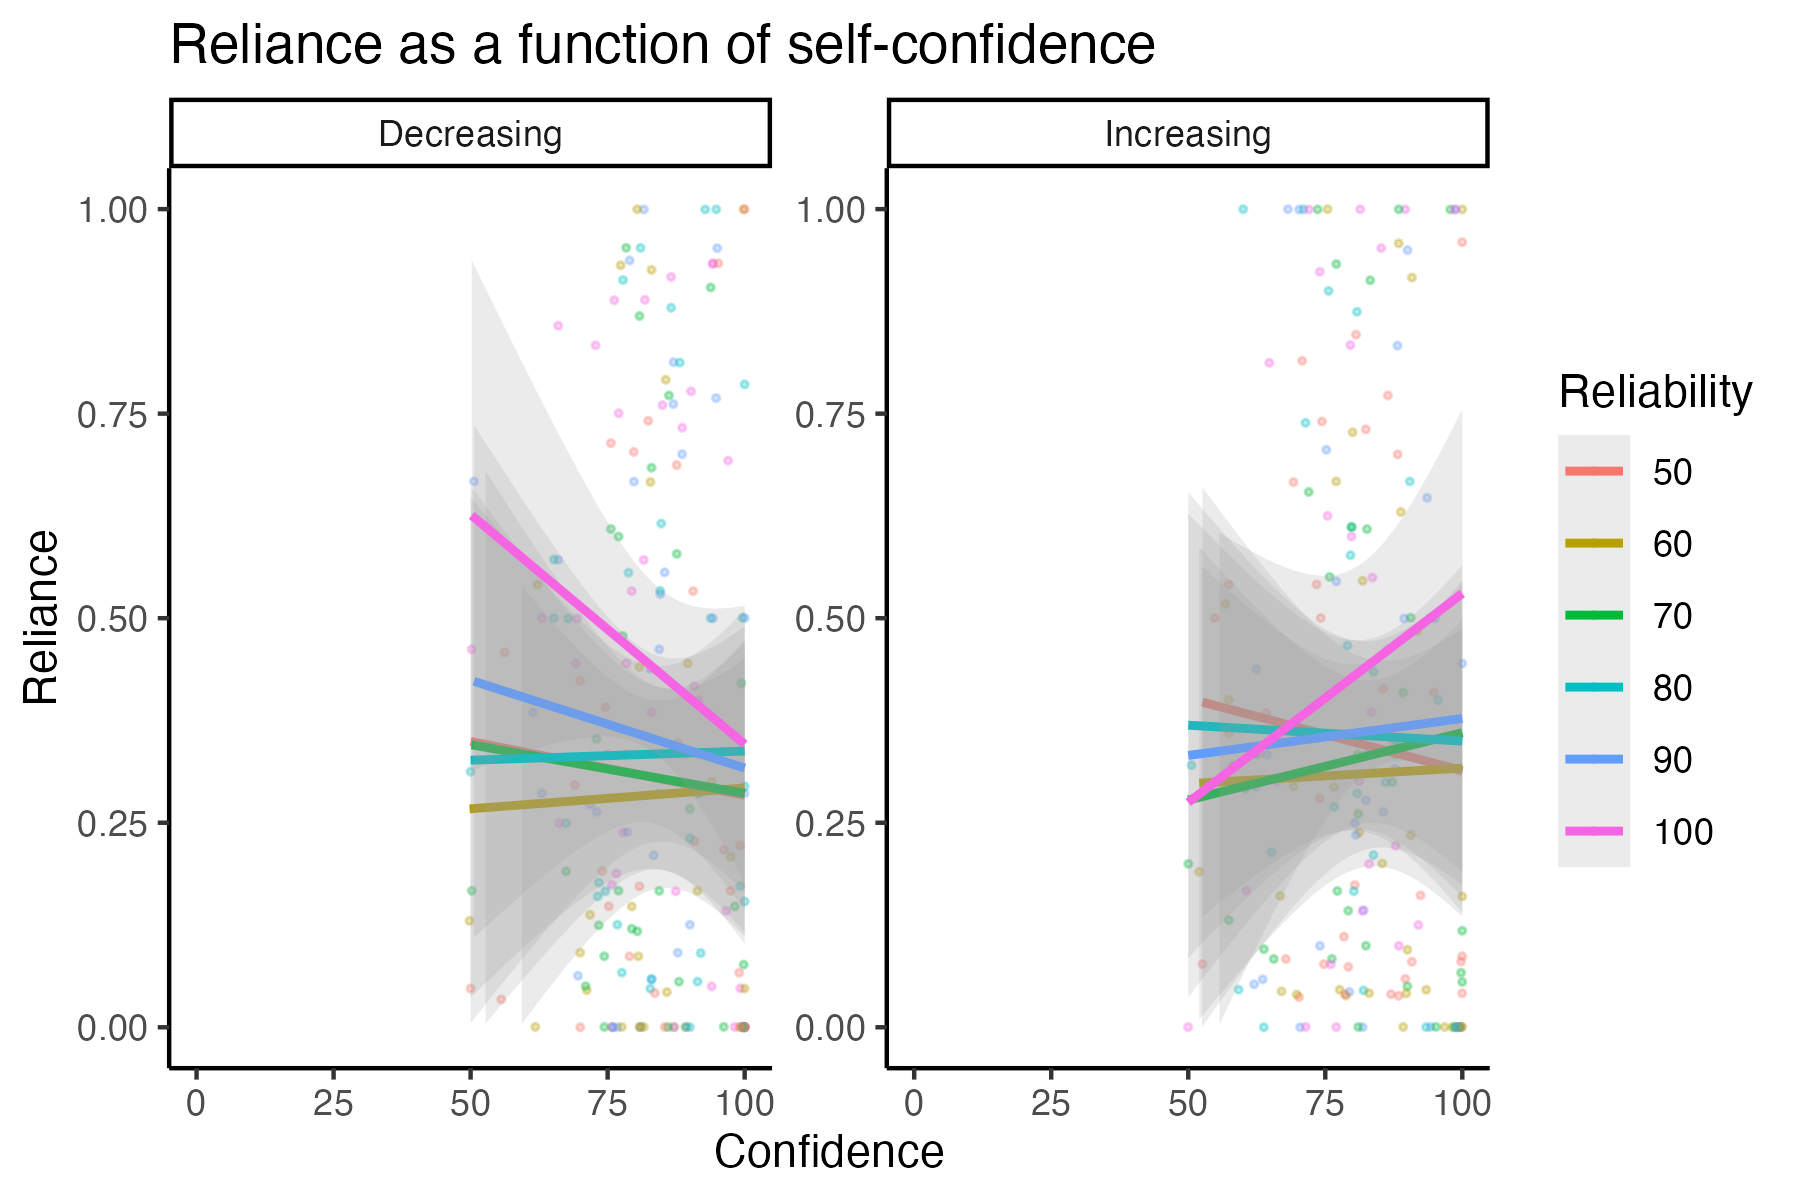 Reliance as a function of self-confidence
Decreasing
Increasing
1.00
0.75
0.50
0.25
0.00
1.00
0.75
0.50
0.25
0.00
Reliance
0 25 50 75 100
0 25 50 75 100
Confidence
Reliability
50
60
70
80
90
100